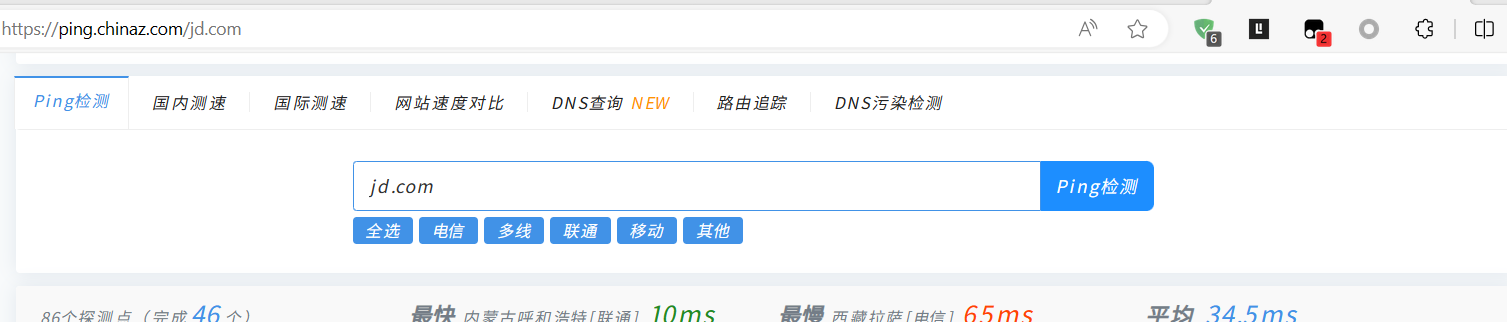 https://ping.chinaz.com/jd.com
6
2
Ping检测 国内测速 国际测速 网站速度对比 DNS查询 NEW 路由追踪 DNS污染检测
jd.com Ping检测
全选 电信 多线 联通 移动 其他
86个探测点（完成 46 个） 最快 内蒙古呼和浩特[联通] 10ms 最慢 西藏拉萨[电信] 65ms 平均 34.5ms